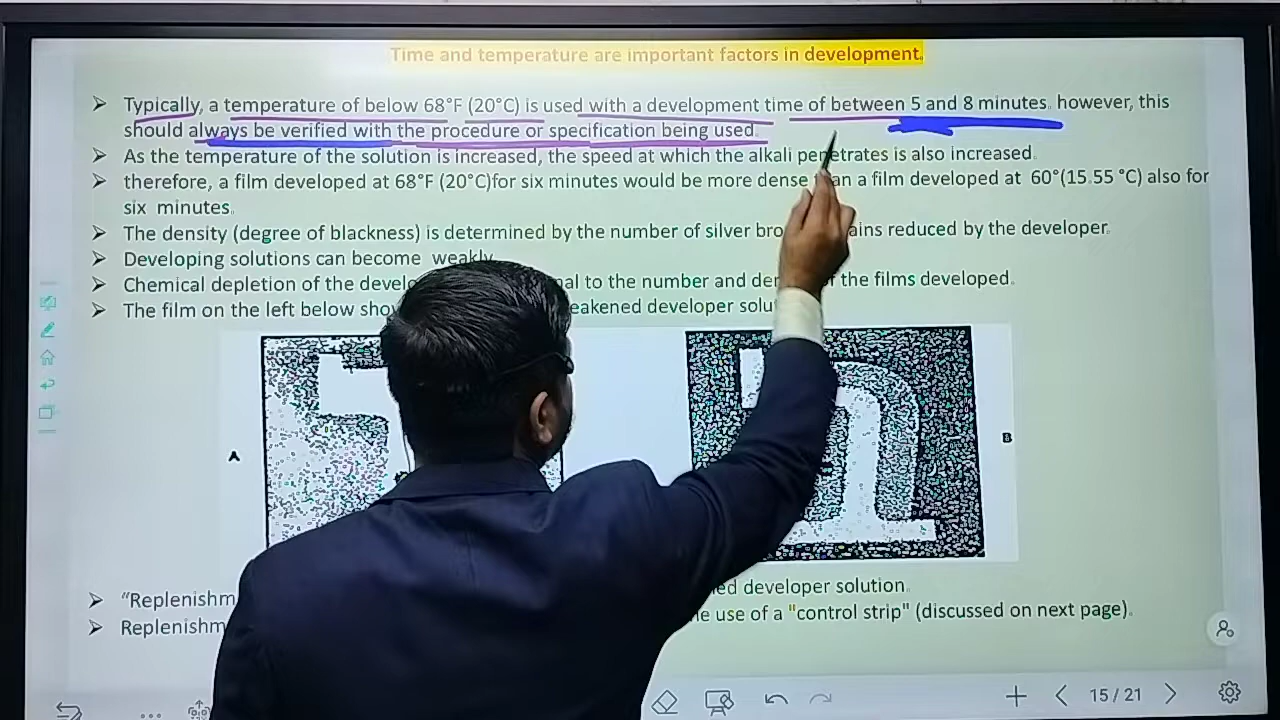 Time and temperature are important factors in development.
➢ Typically, a temperature of below 68°F (20°C) is used with a development time of between 5 and 8 minutes. however, this
should always be verified with the procedure or specification being used.
➢ As the temperature of the solution is increased, the speed at which the alkali penetrates is also increased.
➢ therefore, a film developed at 68°F (20°C)for six minutes would be more dense an a film developed at 60°(15.55 °C) also for
six minutes.
➢ The density (degree of blackness) is determined by the number of silver bro ains reduced by the developer.
➢ Developing solutions can become weakly
➢ Chemical depletion of the develo nal to the number and den f the films developed.
➢ The film on the left below sho eakened developer solu
A
B
➢ "Replenishm ed developer solution.
➢ Replenishm e use of a "control strip" (discussed on next page).
15 / 21